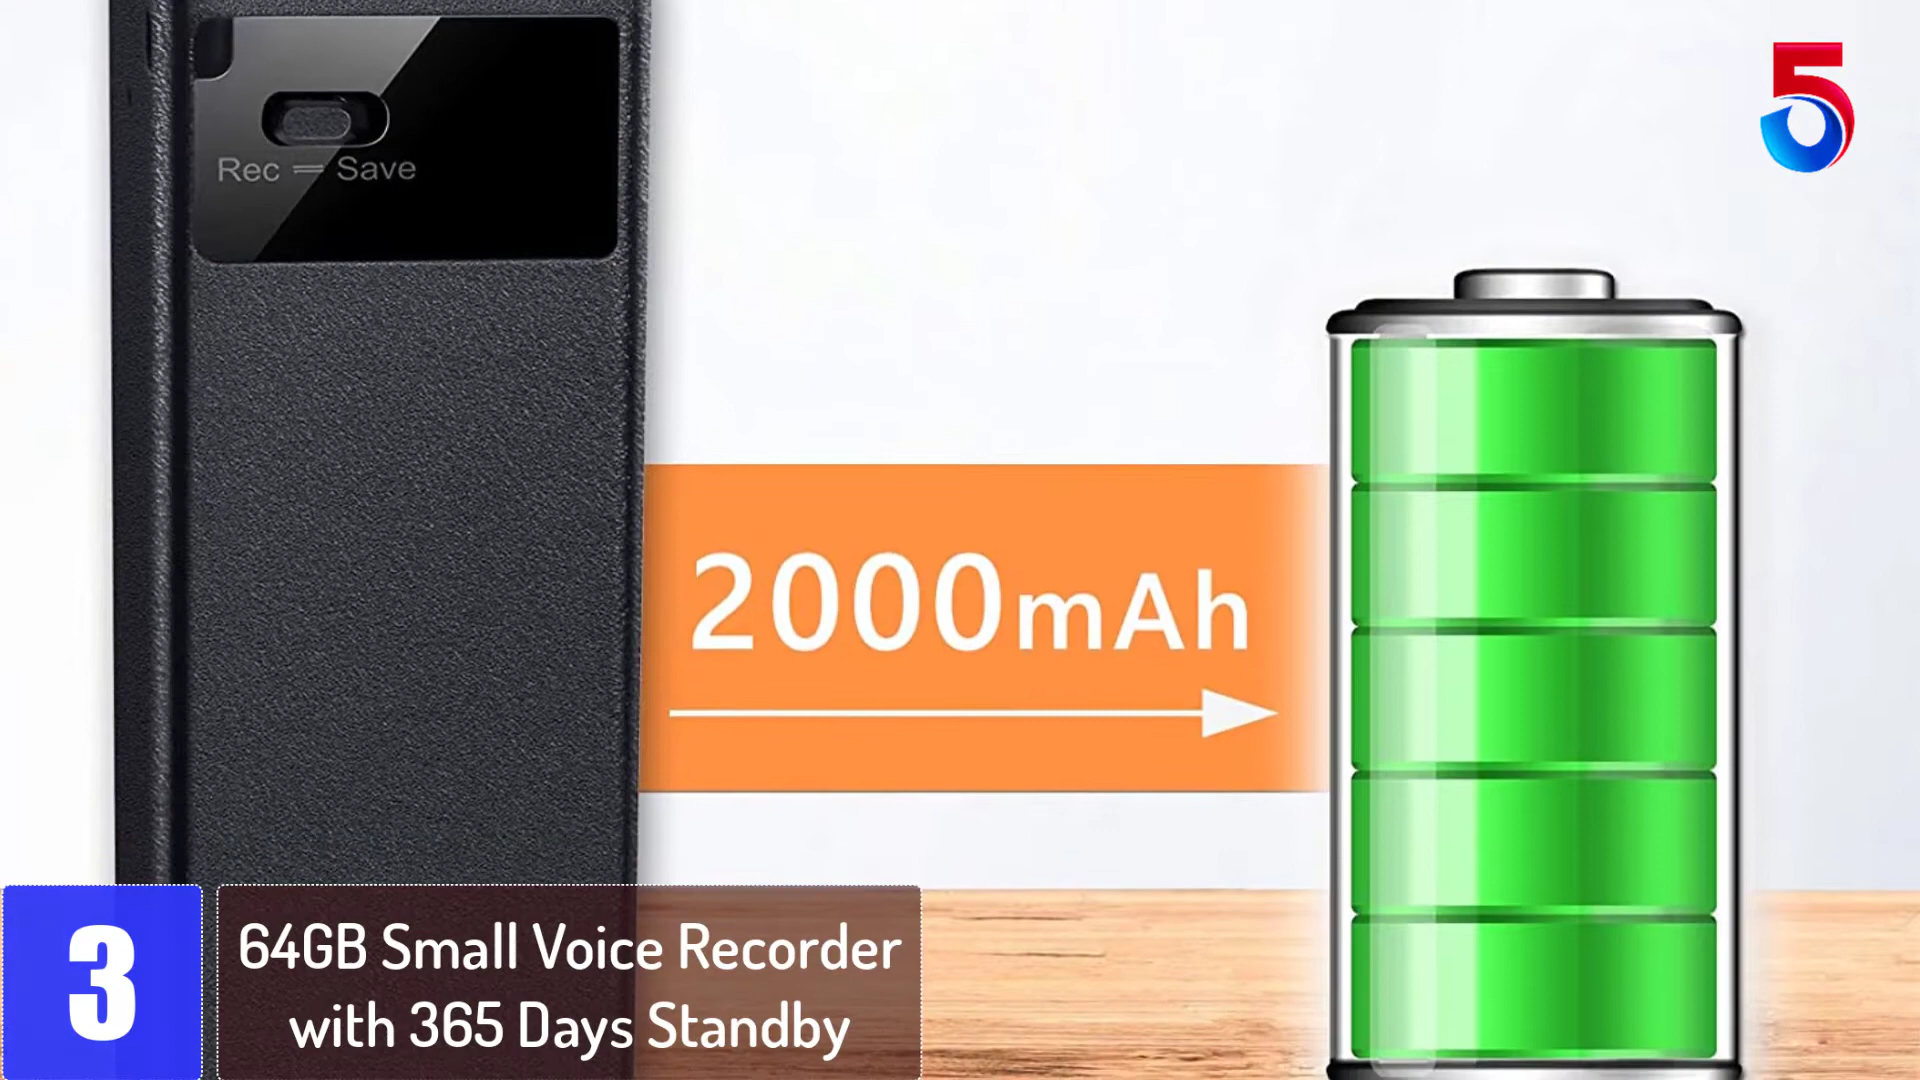 5
Rec = Save
2000mAh
3
64GB Small Voice Recorder
with 365 Days Standby